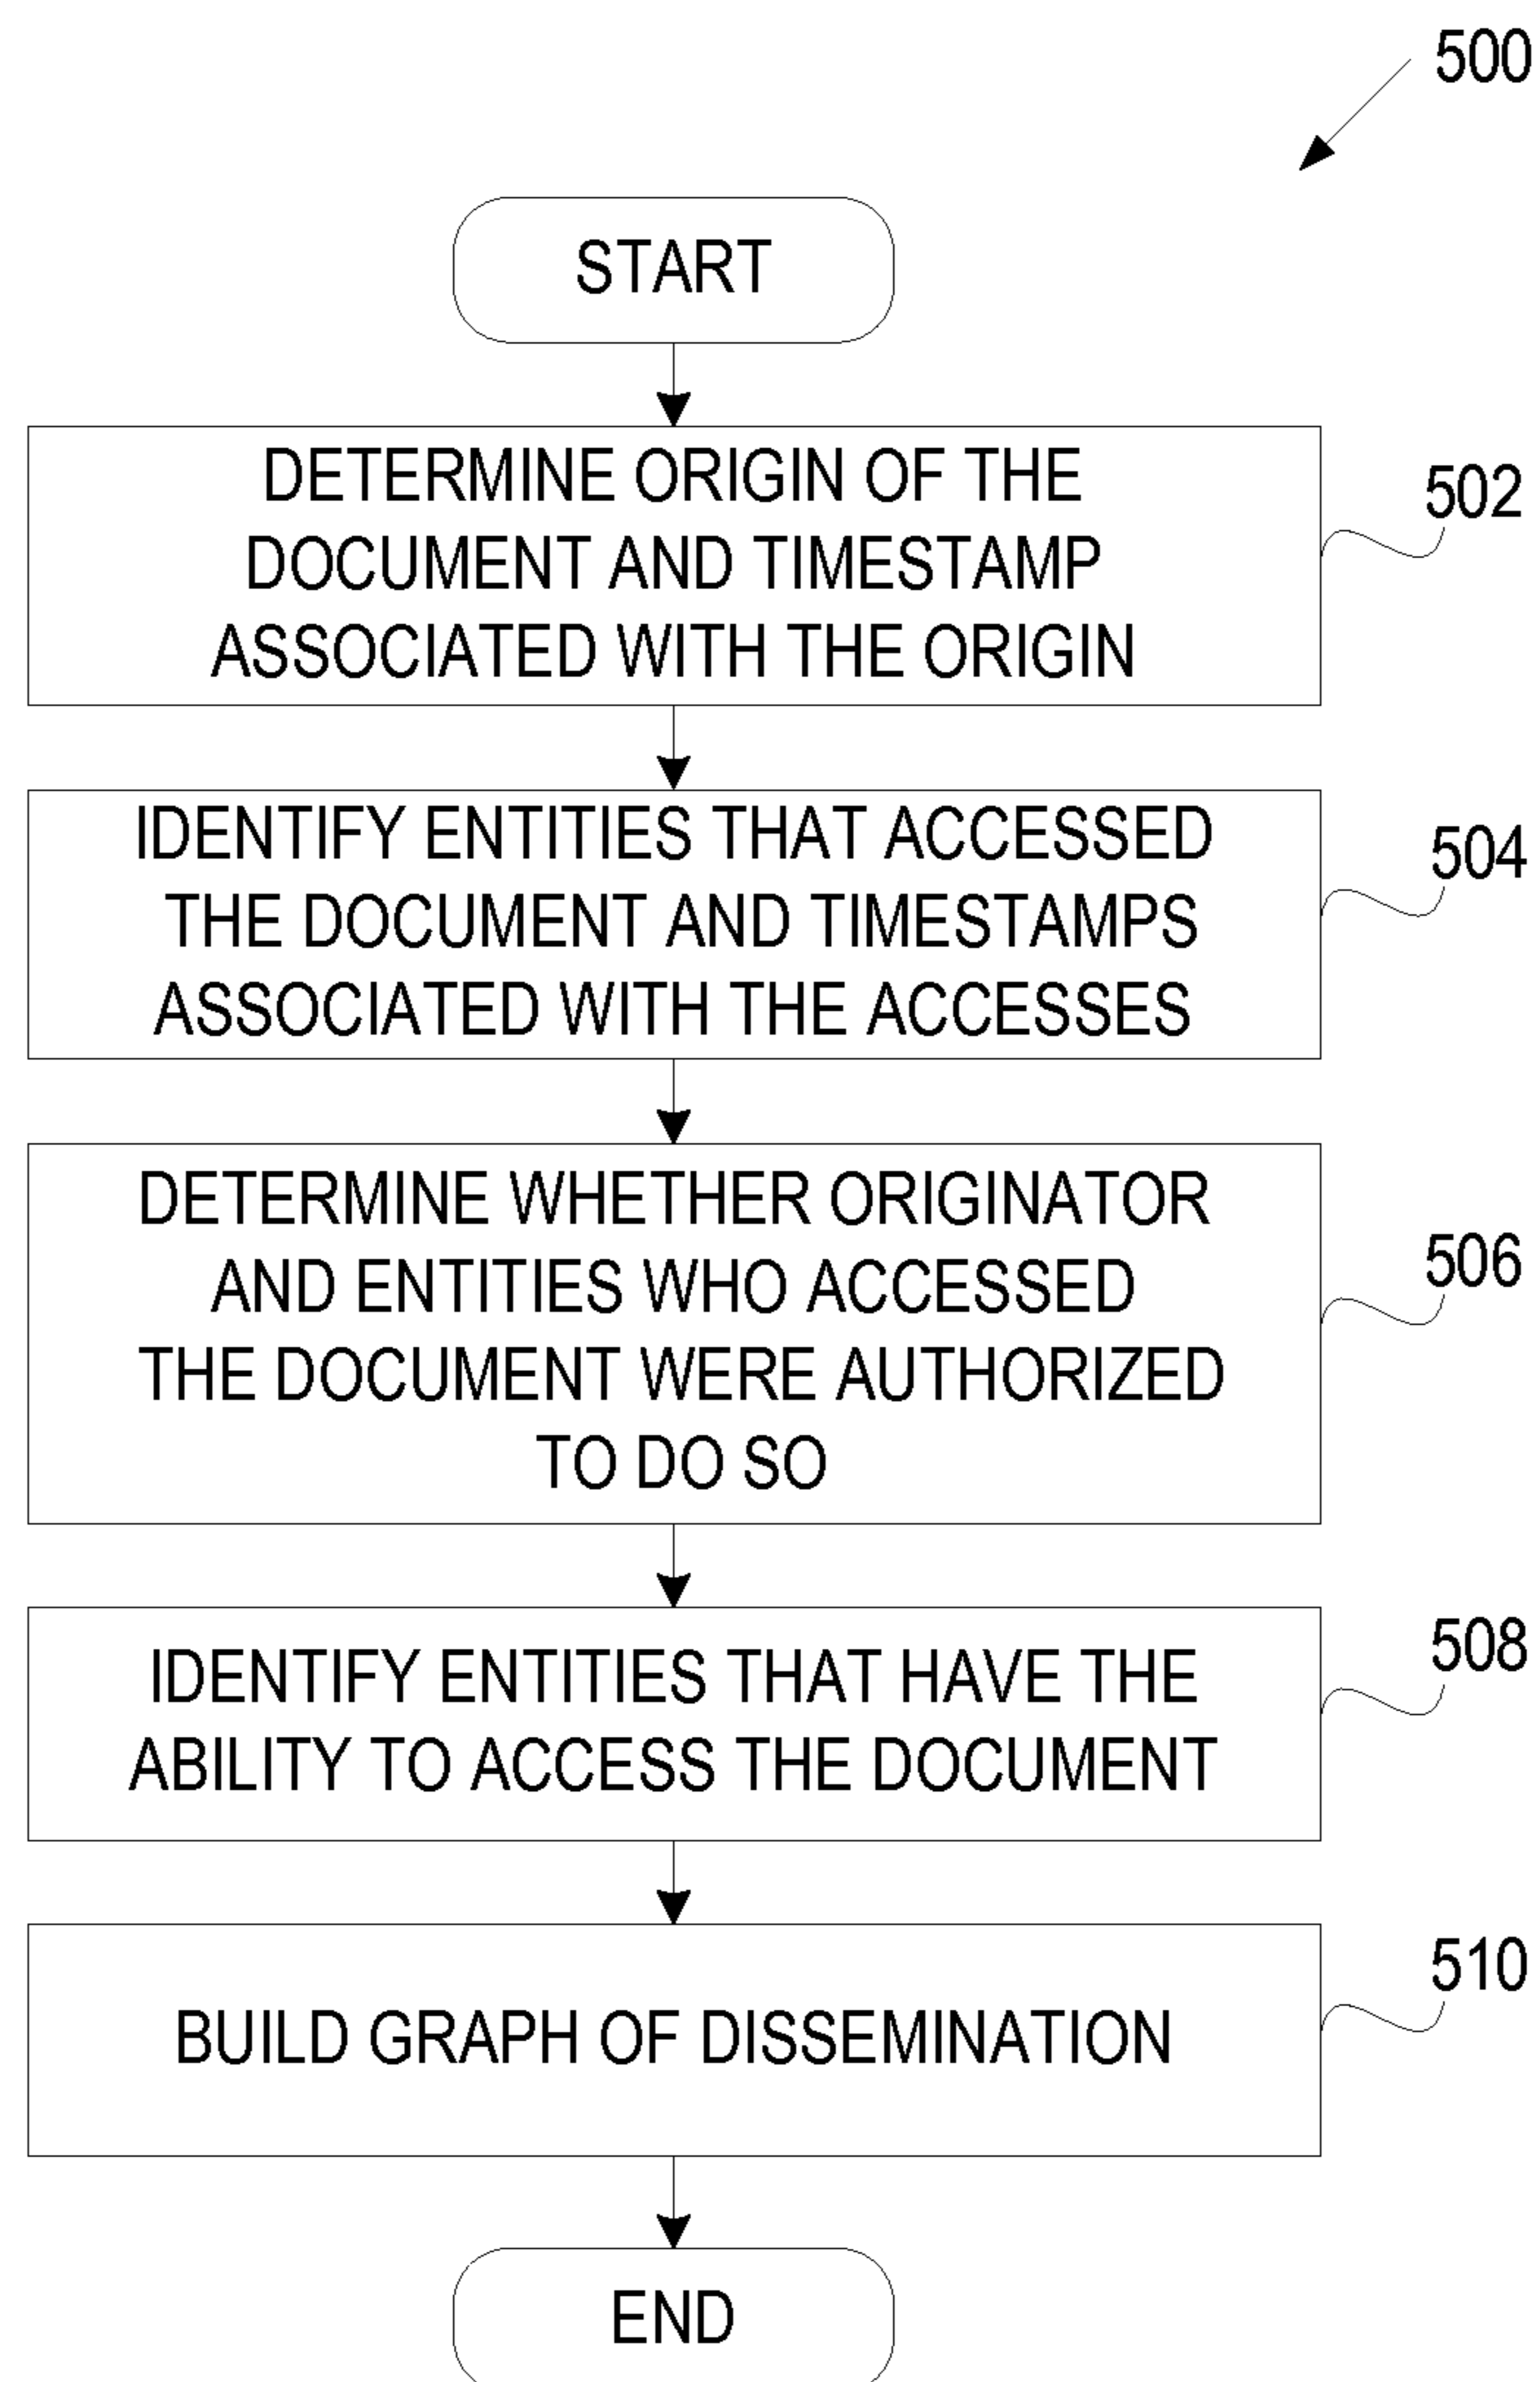 500
START
DETERMINE ORIGIN OF THE
DOCUMENT AND TIMESTAMP
ASSOCIATED WITH THE ORIGIN
502
IDENTIFY ENTITIES THAT ACCESSED
THE DOCUMENT AND TIMESTAMPS
ASSOCIATED WITH THE ACCESSES
504
DETERMINE WHETHER ORIGINATOR
AND ENTITIES WHO ACCESSED
THE DOCUMENT WERE AUTHORIZED
TO DO SO
506
IDENTIFY ENTITIES THAT HAVE THE
ABILITY TO ACCESS THE DOCUMENT
508
BUILD GRAPH OF DISSEMINATION
510
END